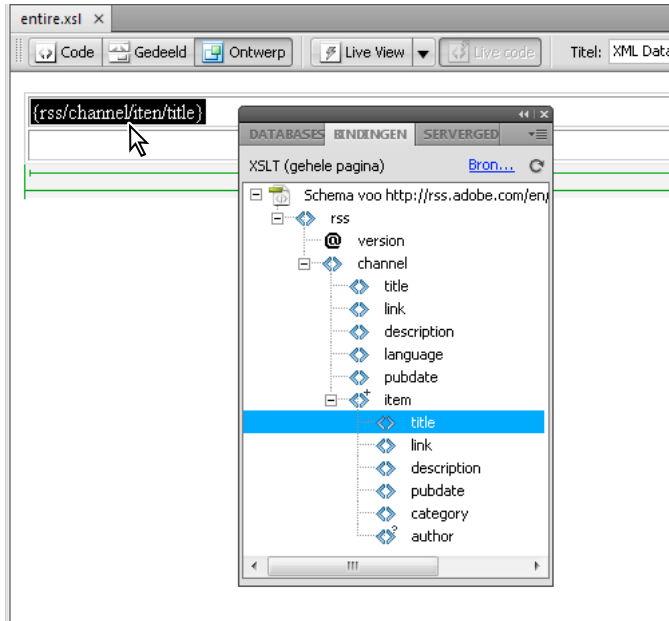 entire.xsl ×
Code Gedeeld Ontwerp Live View Live code Titel: XML Data
{rss/channel/iten/title}
DATABASES BINDINGEN SERVERGED
XSLT (gehele pagina) Bron...
Schema voo http://rss.adobe.com/en/
rss
@ version
channel
title
link
description
language
pubdate
item
title
link
description
pubdate
category
author